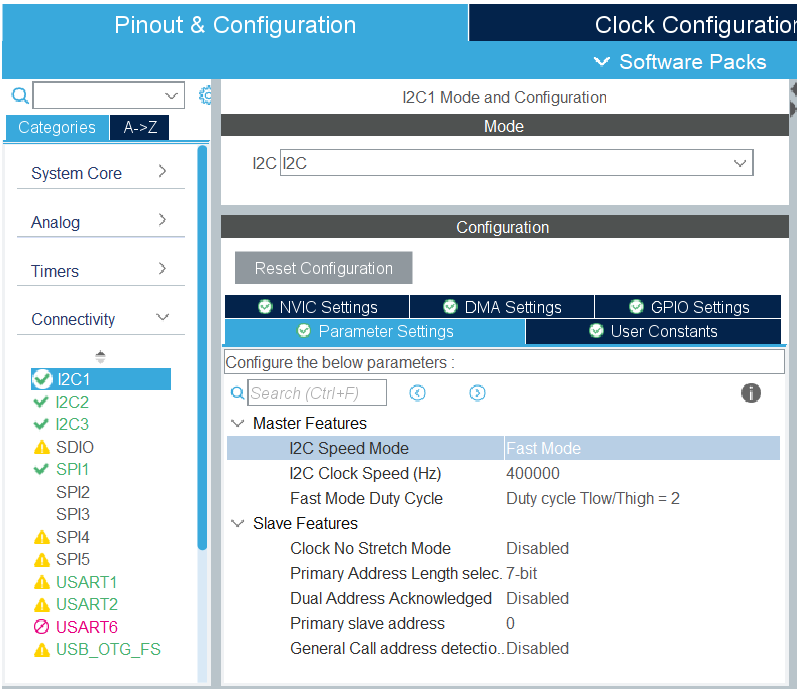 Pinout & Configuration
Clock Configuration
Software Packs
Categories A->Z
System Core
Analog
Timers
Connectivity
I2C1
I2C2
I2C3
SDIO
SPI1
SPI2
SPI3
SPI4
SPI5
USART1
USART2
USART6
USB_OTG_FS
I2C1 Mode and Configuration
Mode
I2C I2C
Configuration
Reset Configuration
NVIC Settings DMA Settings GPIO Settings
Parameter Settings User Constants
Configure the below parameters :
Search (Ctrl+F)
Master Features
I2C Speed Mode Fast Mode
I2C Clock Speed (Hz) 400000
Fast Mode Duty Cycle Duty cycle Tlow/Thigh = 2
Slave Features
Clock No Stretch Mode Disabled
Primary Address Length selec. 7-bit
Dual Address Acknowledged Disabled
Primary slave address 0
General Call address detectio.. Disabled